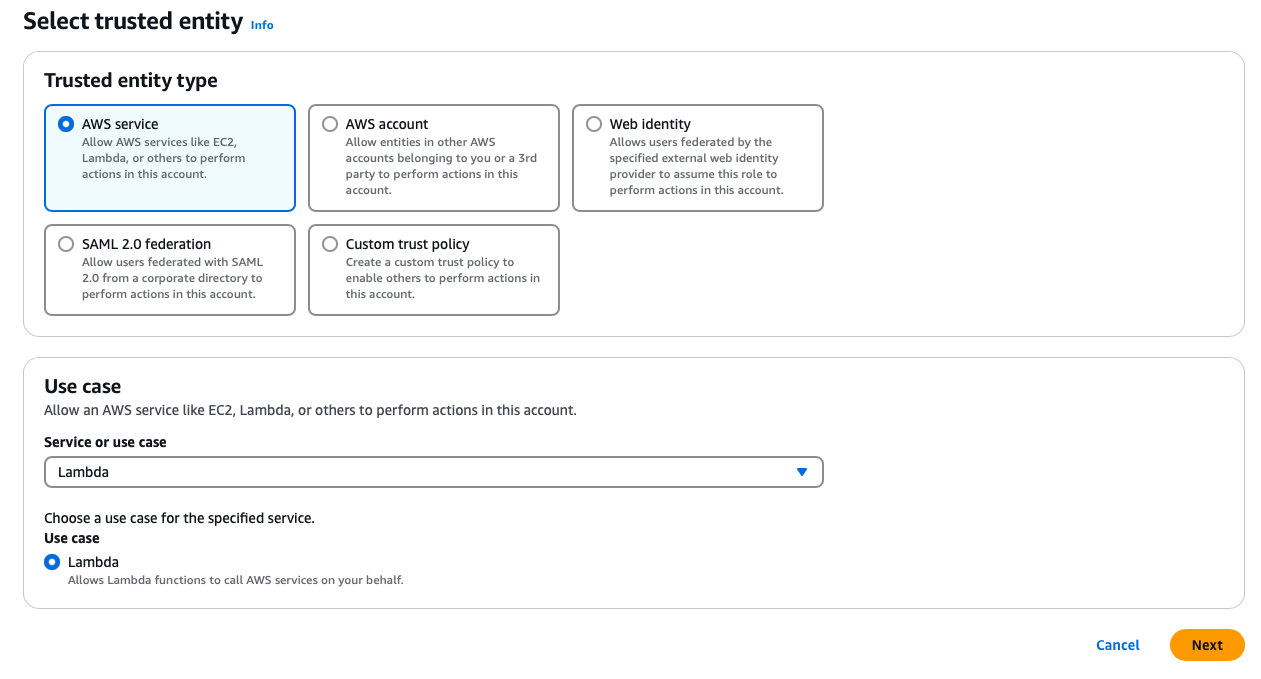 Select trusted entity Info
Trusted entity type
AWS service
Allow AWS services like EC2,
Lambda, or others to perform
actions in this account.
AWS account
Allow entities in other AWS
accounts belonging to you or a 3rd
party to perform actions in this
account.
Web identity
Allows users federated by the
specified external web identity
provider to assume this role to
perform actions in this account.
SAML 2.0 federation
Allow users federated with SAML
2.0 from a corporate directory to
perform actions in this account.
Custom trust policy
Create a custom trust policy to
enable others to perform actions in
this account.
Use case
Allow an AWS service like EC2, Lambda, or others to perform actions in this account.
Service or use case
Lambda
Choose a use case for the specified service.
Use case
Lambda
Allows Lambda functions to call AWS services on your behalf.
Cancel
Next